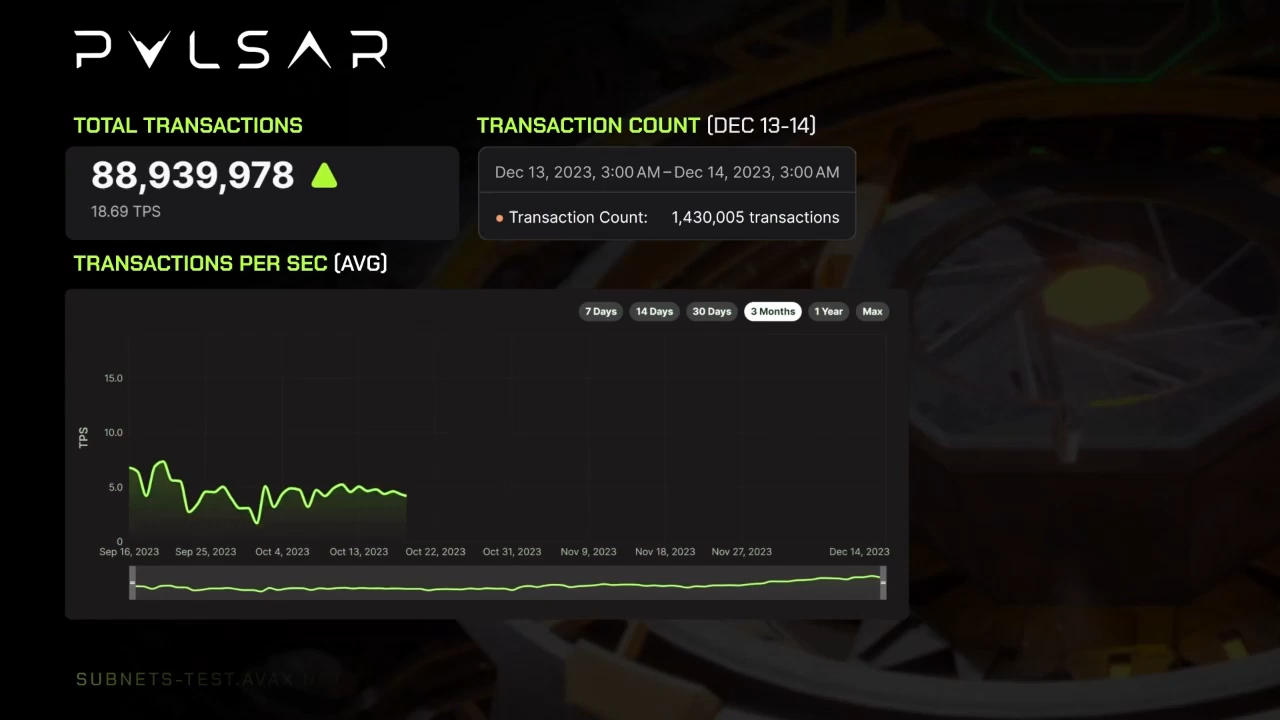 PVLSAR
TOTAL TRANSACTIONS
88,939,978
18.69 TPS
TRANSACTION COUNT (DEC 13-14)
Dec 13, 2023, 3:00 AM – Dec 14, 2023, 3:00 AM
Transaction Count: 1,430,005 transactions
TRANSACTIONS PER SEC (AVG)
7 Days 14 Days 30 Days 3 Months 1 Year Max
TPS
15.0
10.0
5.0
0
Sep 16, 2023 Sep 25, 2023 Oct 4, 2023 Oct 13, 2023 Oct 22, 2023 Oct 31, 2023 Nov 9, 2023 Nov 18, 2023 Nov 27, 2023 Dec 14, 2023
SUBNETS-TEST.AVAX